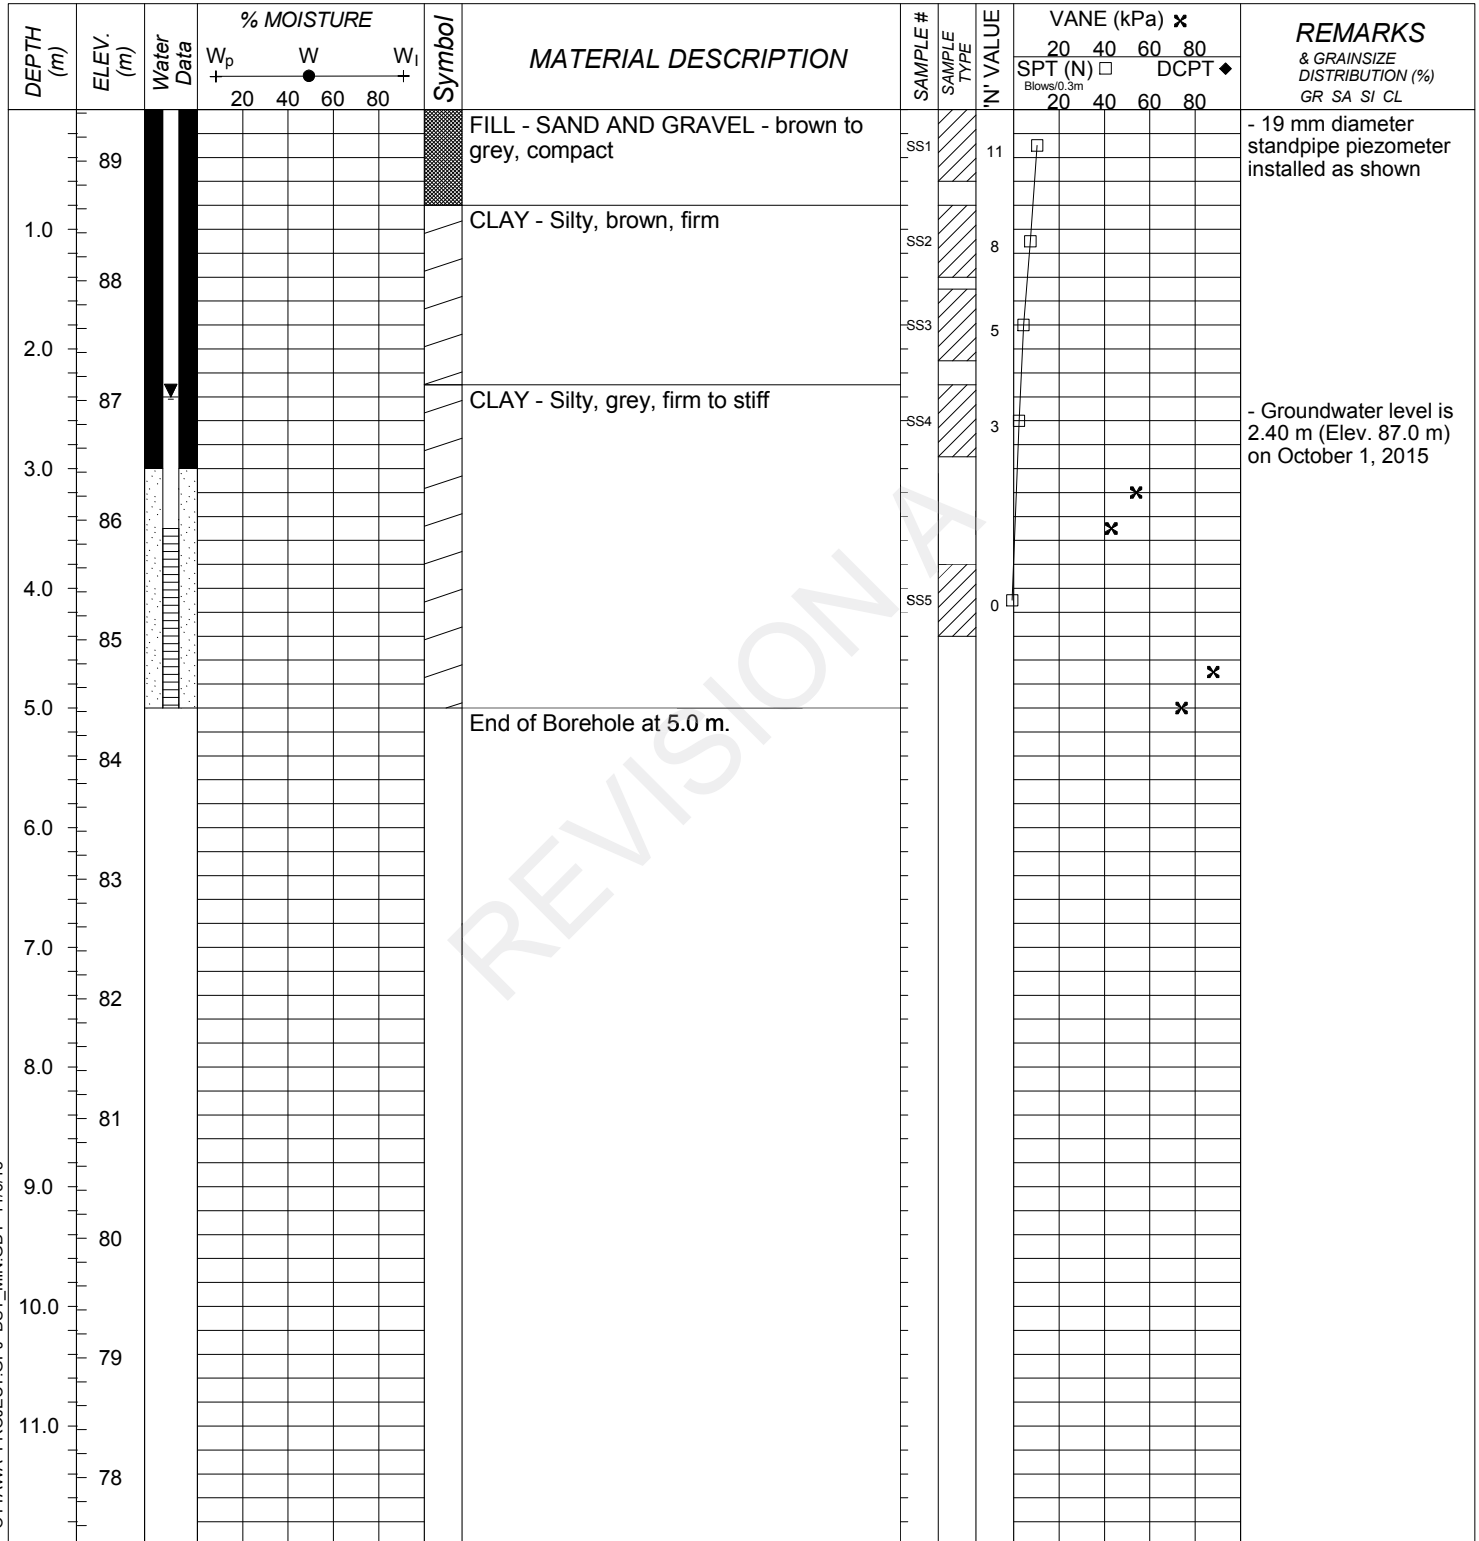 DEPTH (m)
ELEV. (m)
Water Data
% MOISTURE
Wp W Wl
20 40 60 80
Symbol
MATERIAL DESCRIPTION
SAMPLE #
SAMPLE TYPE
'N' VALUE
VANE (kPa)
20 40 60 80
SPT (N) DCPT
Blows/0.3m
20 40 60 80
REMARKS
& GRAINSIZE
DISTRIBUTION (%)
GR SA SI CL
FILL - SAND AND GRAVEL - brown to
grey, compact
SS1 11
- 19 mm diameter
standpipe piezometer
installed as shown
89
CLAY - Silty, brown, firm
1.0
SS2 8
88
SS3 5
2.0
87
CLAY - Silty, grey, firm to stiff
SS4 3
- Groundwater level is
2.40 m (Elev. 87.0 m)
on October 1, 2015
3.0
86
4.0
SS5 0
85
5.0
End of Borehole at 5.0 m.
84
6.0
83
7.0
82
8.0
81
9.0
80
10.0
79
11.0
78
REVISION A